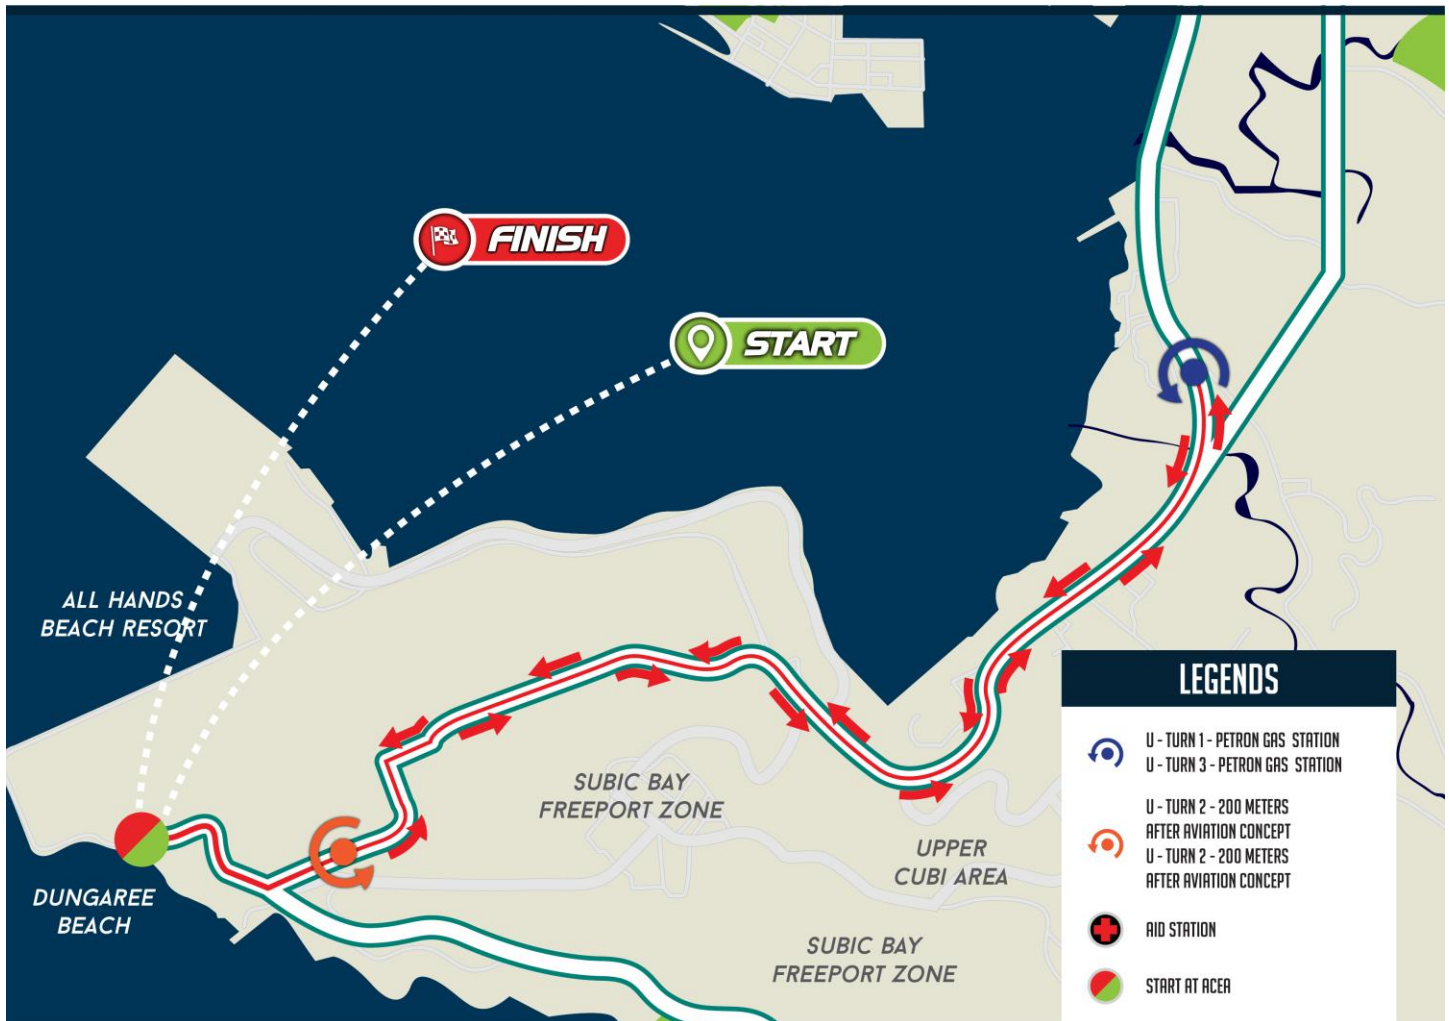 FINISH
START
ALL HANDS
BEACH RESORT
SUBIC BAY
FREEPORT ZONE
UPPER
CUBI AREA
DUNGAREE
BEACH
SUBIC BAY
FREEPORT ZONE
LEGENDS
U - TURN 1 - PETRON GAS STATION
U - TURN 3 - PETRON GAS STATION
U - TURN 2 - 200 METERS
AFTER AVIATION CONCEPT
U - TURN 2 - 200 METERS
AFTER AVIATION CONCEPT
AID STATION
START AT ACEA